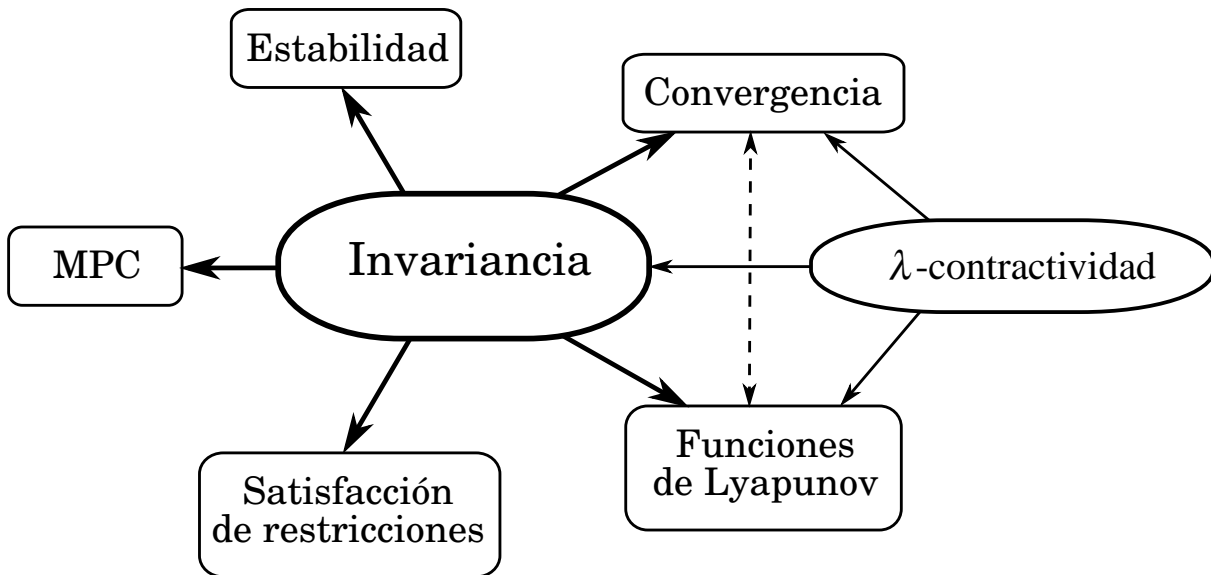 Estabilidad
Convergencia
MPC
Invariancia
λ-contractividad
Satisfacción
de restricciones
Funciones
de Lyapunov